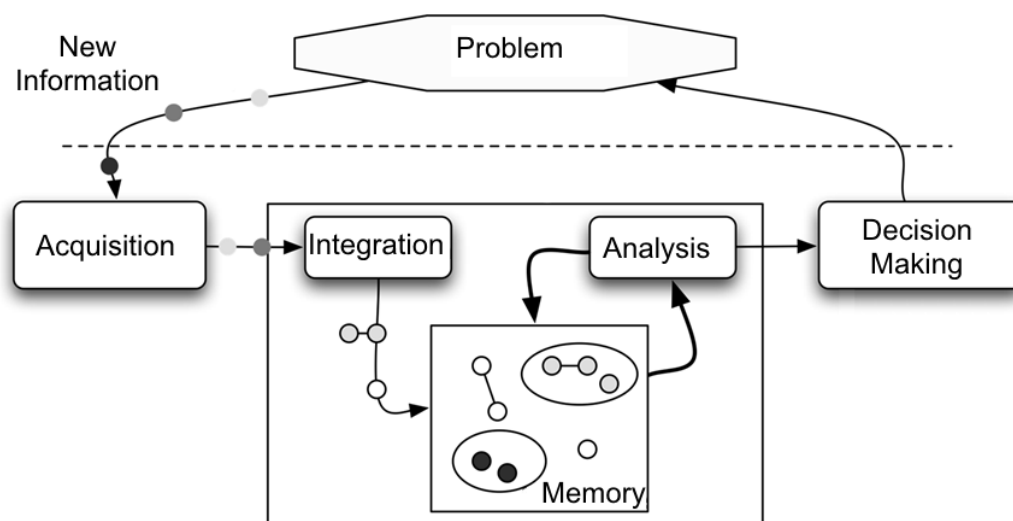 New
Information
Problem
Acquisition
Integration
Analysis
Decision
Making
Memory